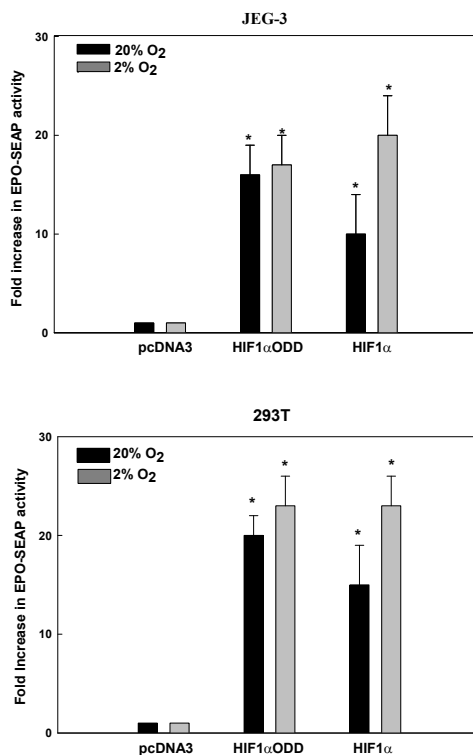 JEG-3
Fold increase in EPO-SEAP activity
30
20
10
0
20% O2
2% O2
* * * *
pcDNA3 HIF1αODD HIF1α
293T
Fold Increase in EPO-SEAP activity
30
20
10
0
20% O2
2% O2
* * * *
pcDNA3 HIF1αODD HIF1α